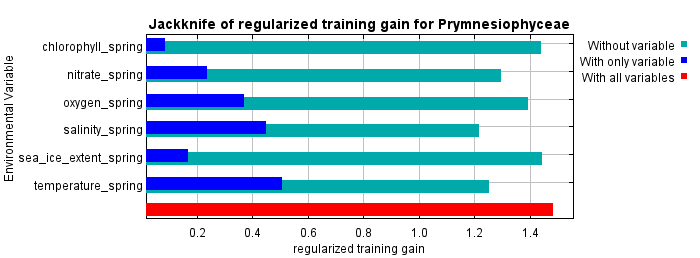 Jackknife of regularized training gain for Prymnesiophyceae
Environmental Variable
chlorophyll_spring
nitrate_spring
oxygen_spring
salinity_spring
sea_ice_extent_spring
temperature_spring
Without variable
With only variable
With all variables
0.2 0.4 0.6 0.8 1.0 1.2 1.4
regularized training gain